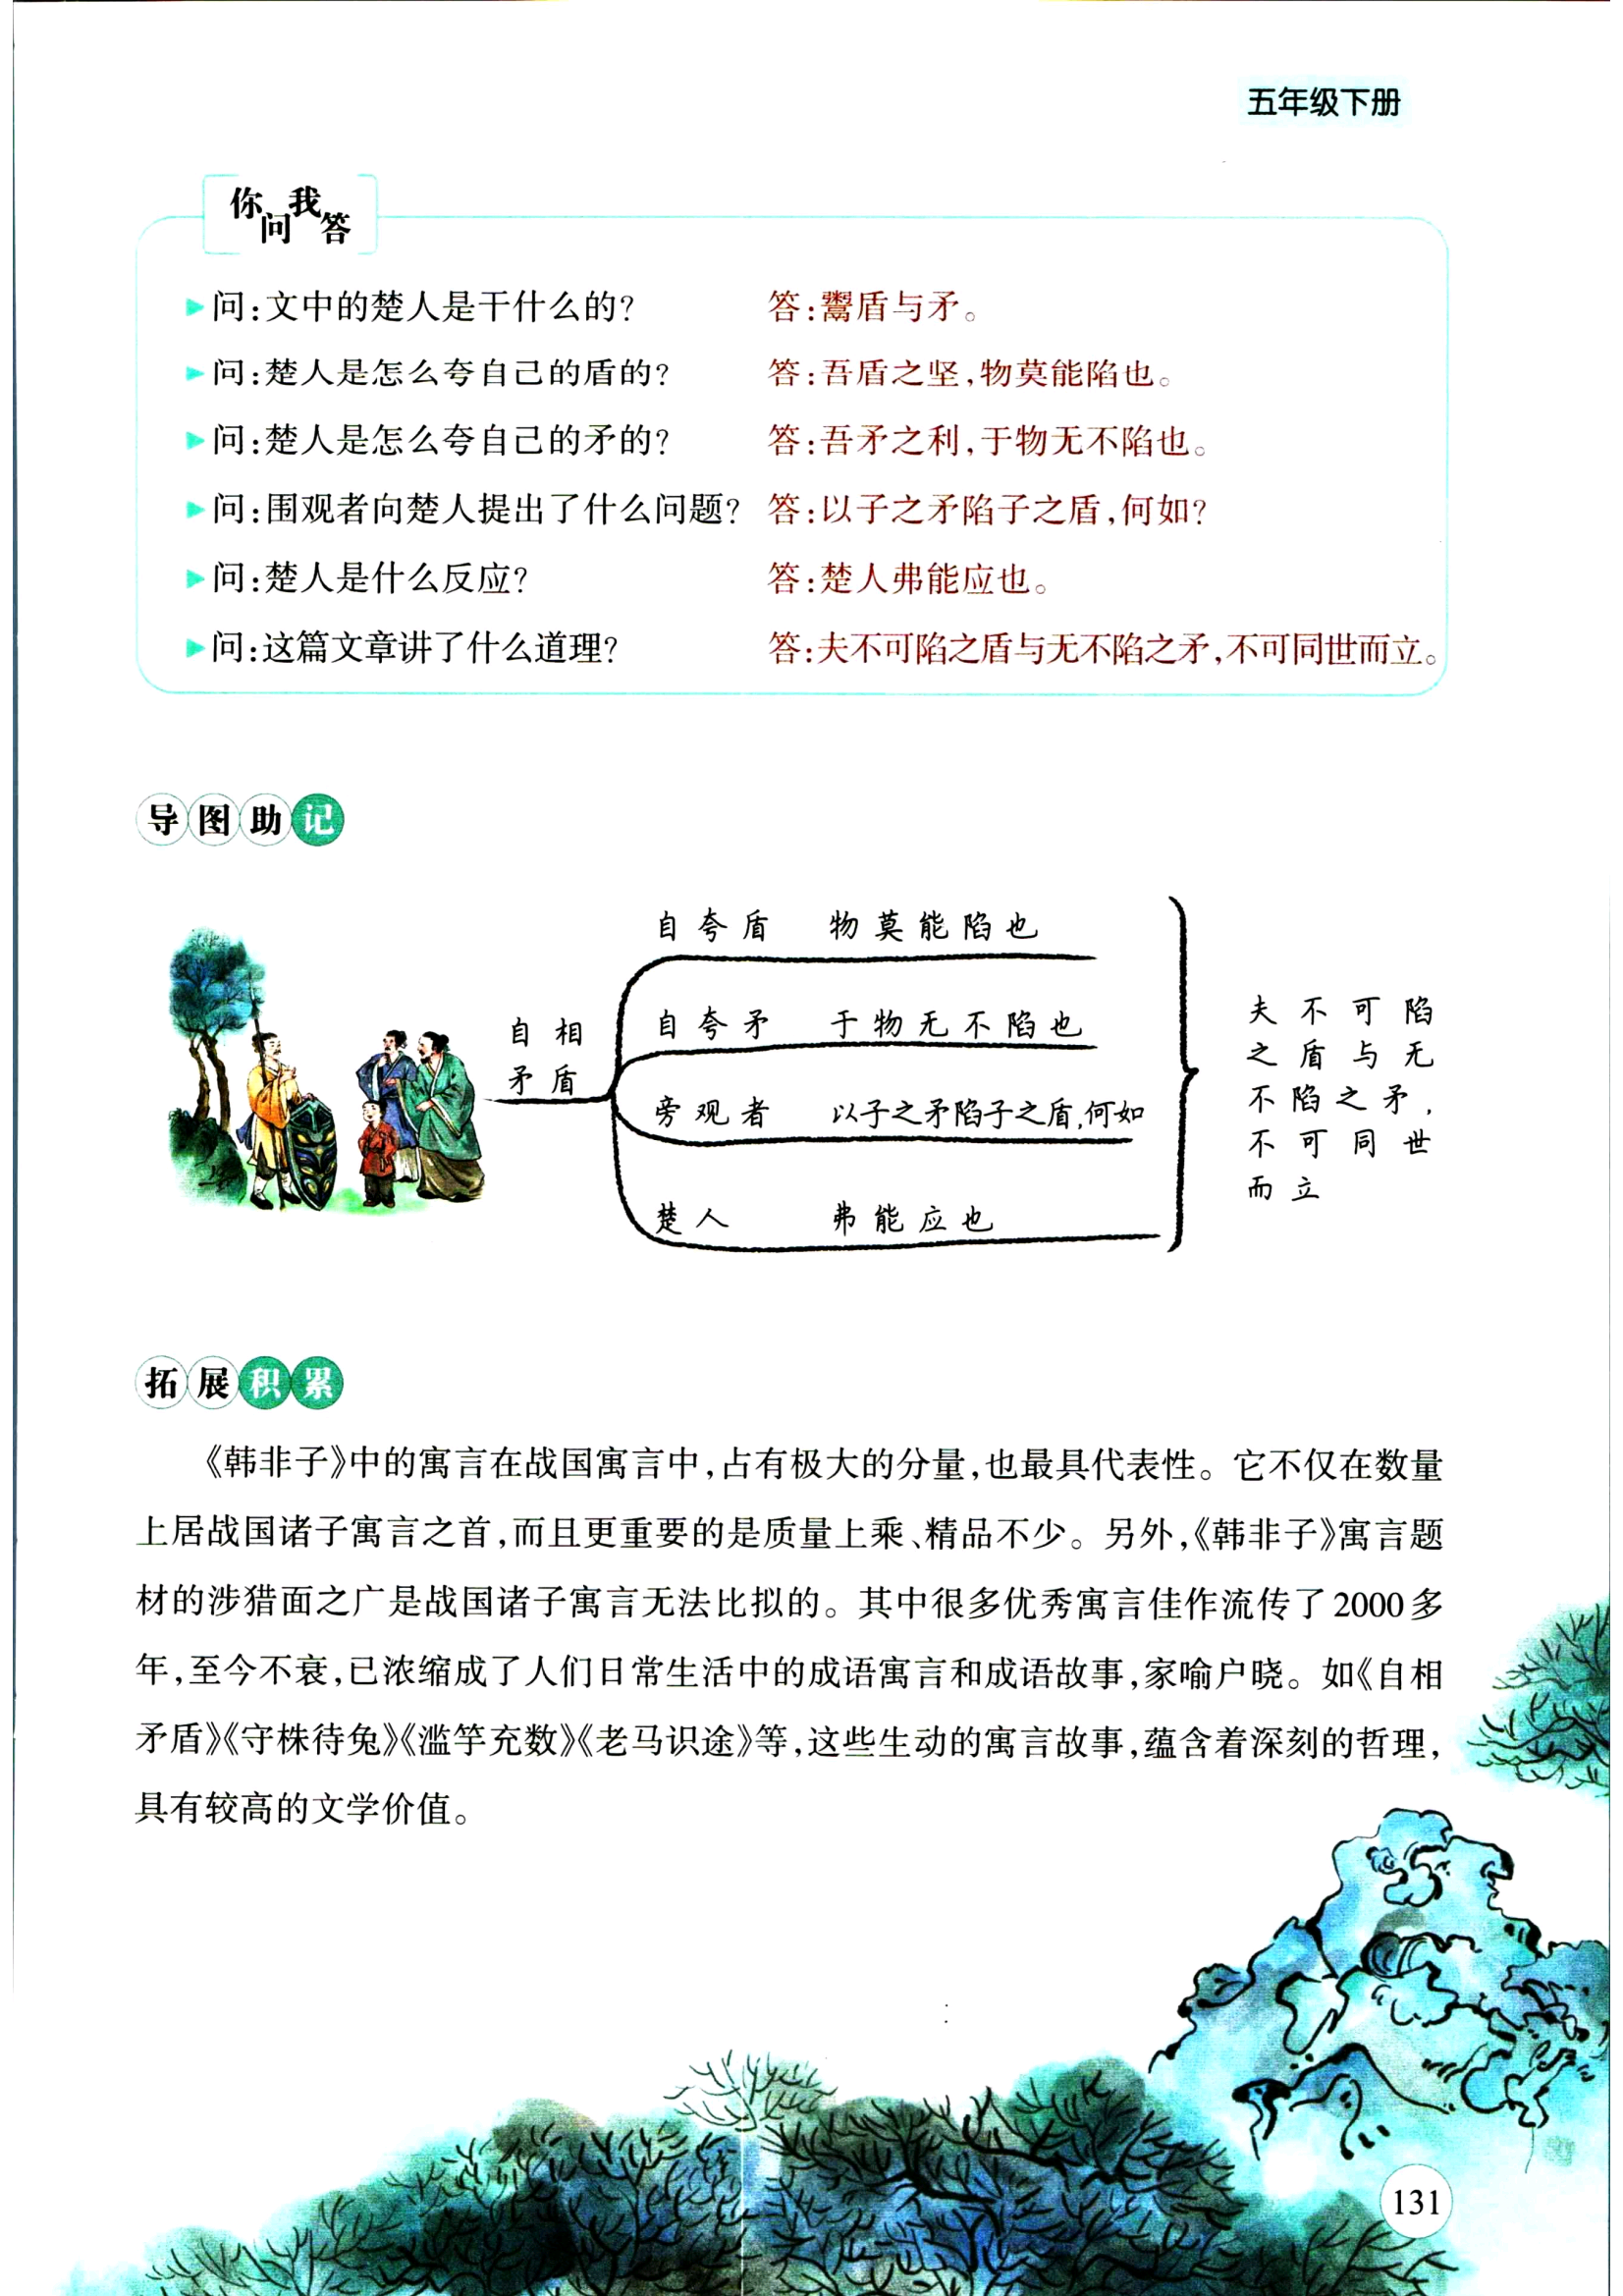 五年级下册
你问我答
问:文中的楚人是干什么的? 答:鬻盾与矛。
问:楚人是怎么夸自己的盾的? 答:吾盾之坚,物莫能陷也。
问:楚人是怎么夸自己的矛的? 答:吾矛之利,于物无不陷也。
问:围观者向楚人提出了什么问题? 答:以子之矛陷子之盾,何如?
问:楚人是什么反应? 答:楚人弗能应也。
问:这篇文章讲了什么道理? 答:夫不可陷之盾与无不陷之矛,不可同世而立。
导图助记
自相
矛盾
自夸盾 物莫能陷也
自夸矛 于物无不陷也
旁观者 以子之矛陷子之盾,何如
楚人 弗能应也
夫不可陷
之盾与无
不陷之矛,
不可同世
而立
拓展积累
《韩非子》中的寓言在战国寓言中,占有极大的分量,也最具代表性。它不仅在数量
上居战国诸子寓言之首,而且更重要的是质量上乘、精品不少。另外,《韩非子》寓言题
材的涉猎面之广是战国诸子寓言无法比拟的。其中很多优秀寓言佳作流传了2000多
年,至今不衰,已浓缩成了人们日常生活中的成语寓言和成语故事,家喻户晓。如《自相
矛盾》《守株待兔》《滥竽充数》《老马识途》等,这些生动的寓言故事,蕴含着深刻的哲理,
具有较高的文学价值。
131